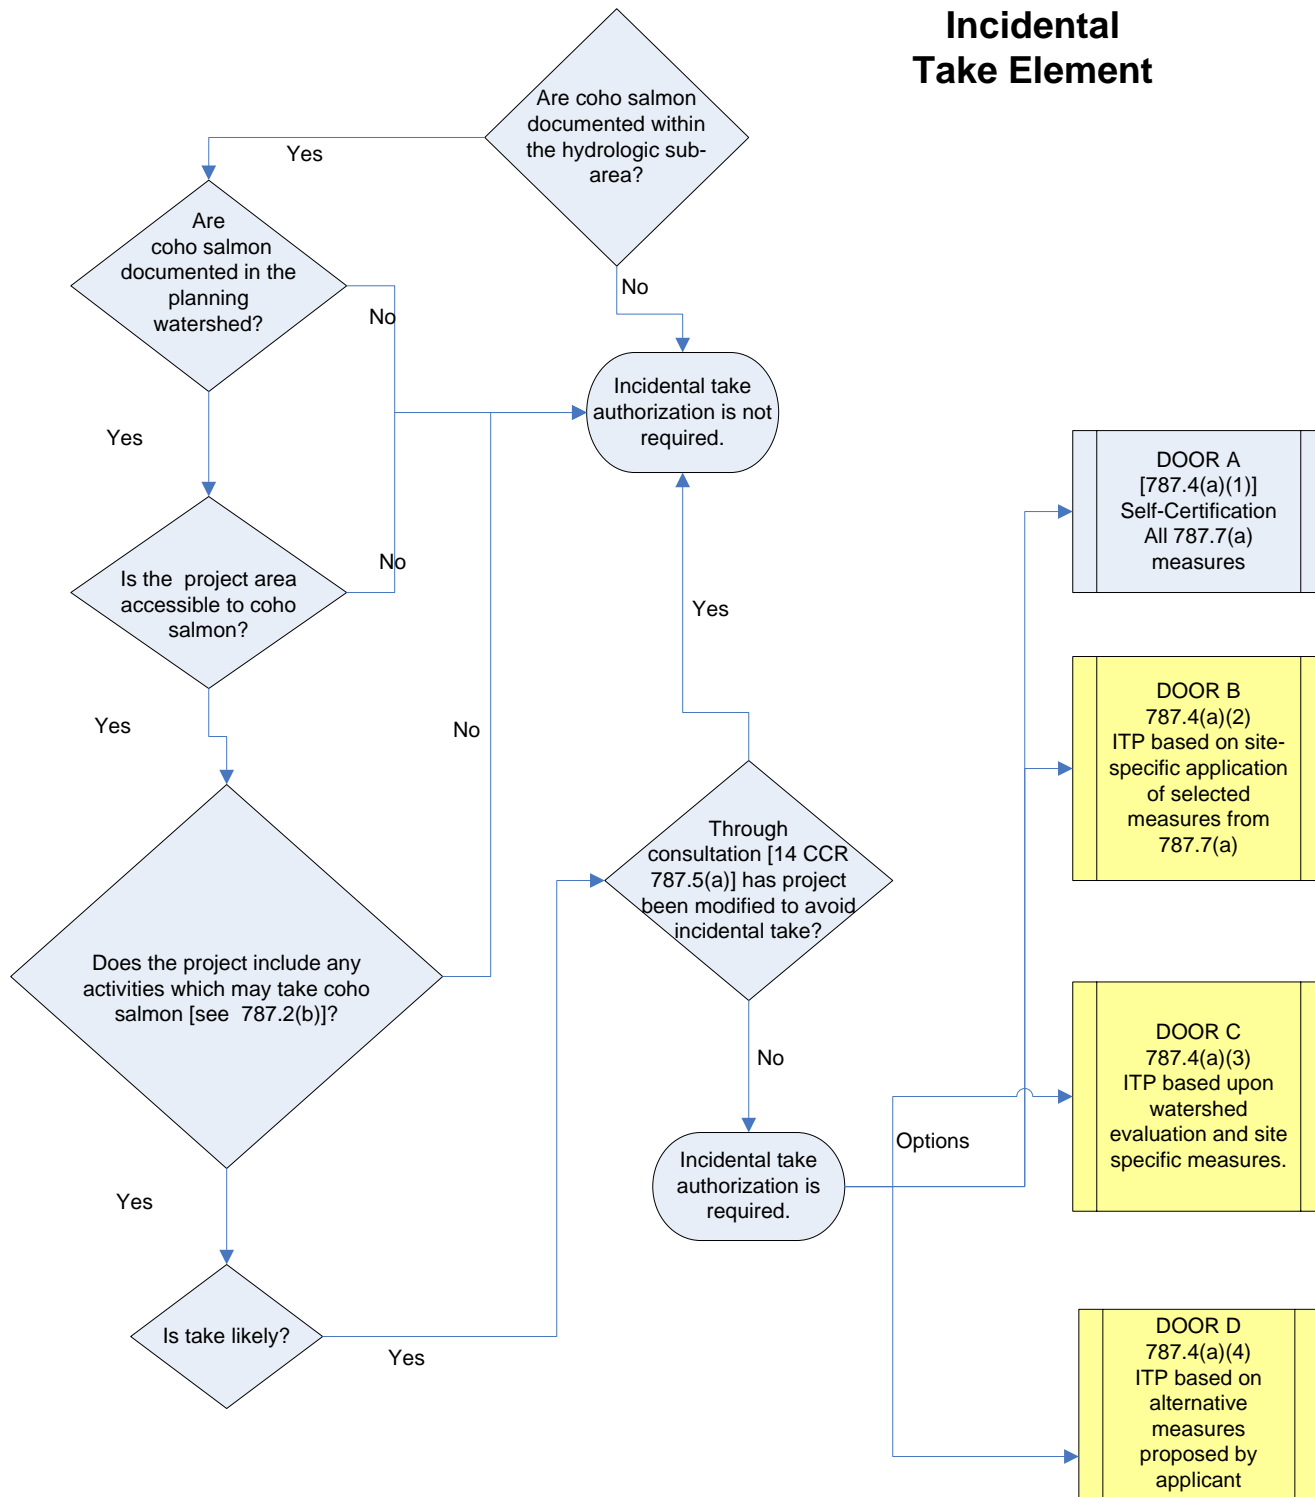 Incidental
Take Element
Are coho salmon
documented within
the hydrologic sub-
area?
Yes
No
Are
coho salmon
documented in the
planning
watershed?
No
Yes
Incidental take
authorization is not
required.
Is the project area
accessible to coho
salmon?
No
Yes
Does the project include any
activities which may take coho
salmon [see 787.2(b)]?
No
Yes
Is take likely?
Yes
Through
consultation [14 CCR
787.5(a)] has project
been modified to avoid
incidental take?
Yes
No
Incidental take
authorization is
required.
Options
DOOR A
[787.4(a)(1)]
Self-Certification
All 787.7(a)
measures
DOOR B
787.4(a)(2)
ITP based on site-
specific application
of selected
measures from
787.7(a)
DOOR C
787.4(a)(3)
ITP based upon
watershed
evaluation and site
specific measures.
DOOR D
787.4(a)(4)
ITP based on
alternative
measures
proposed by
applicant